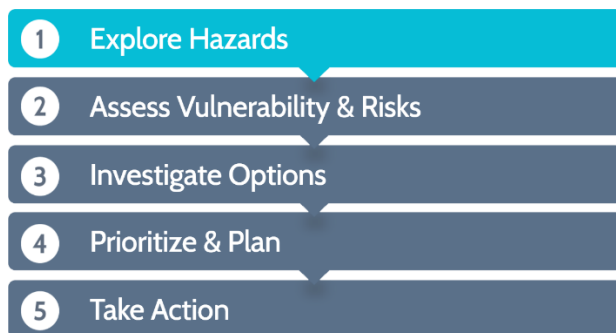 1 Explore Hazards
2 Assess Vulnerability & Risks
3 Investigate Options
4 Prioritize & Plan
5 Take Action